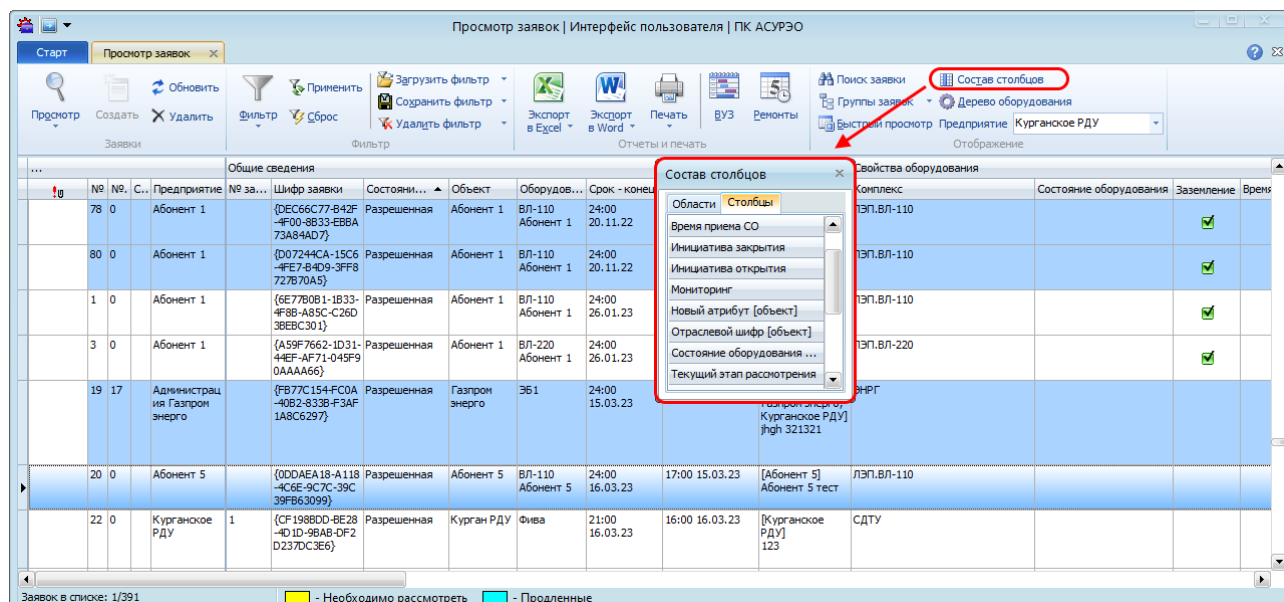 Просмотр заявок | Интерфейс пользователя | ПК АСУРЭО
Старт
Просмотр заявок
Просмотр
Создать
Обновить
Удалить
Заявки
Фильтр
Применить
Сброс
Загрузить фильтр
Сохранить фильтр
Удалить фильтр
Фильтр
Экспорт
в Excel
Экспорт
в Word
Печать
ВУЗ
Ремонты
Отчеты и печать
Поиск заявки
Группы заявок
Быстрый просмотр
Состав столбцов
Дерево оборудования
Предприятие Курганское РДУ
Отображение
...
Общие сведения
Свойства оборудования
№ №. С.. Предприятие № за... Шифр заявки Состояни... Объект Оборудов... Срок - конец Комплекс Состояние оборудования Заземление Время
78 0 Абонент 1 {DEC66C77-B42F Разрешенная Абонент 1 ВЛ-110 24:00 ЛЭП.ВЛ-110
-4F00-8B33-EBBA Абонент 1 20.11.22
73A84AD7}
80 0 Абонент 1 {D07244CA-15C6 Разрешенная Абонент 1 ВЛ-110 24:00 ЛЭП.ВЛ-110
-4FE7-B4D9-3FF8 Абонент 1 20.11.22
727B70A5}
1 0 Абонент 1 {6E77B0B1-1B33- Разрешенная Абонент 1 ВЛ-110 24:00 ЛЭП.ВЛ-110
4F8B-A85C-C26D Абонент 1 26.01.23
3BEBC301}
3 0 Абонент 1 {A59F7662-1D31- Разрешенная Абонент 1 ВЛ-220 24:00 ЛЭП.ВЛ-220
44EF-AF71-045F9 Абонент 1 26.01.23
0AAAA66}
19 17 Администрац {FB77C154-FC0A Разрешенная Газпром ЭБ1 24:00 ЭНРГ
ия Газпром -40B2-833B-F3AF энерго 15.03.23 Газпром энерго,
энерго 1A8C6297} Курганское РДУ]
jhgh 321321
20 0 Абонент 5 {0DDAEA18-A118 Разрешенная Абонент 5 ВЛ-110 24:00 17:00 15.03.23 [Абонент 5] ЛЭП.ВЛ-110
-4C6E-9C7C-39C Абонент 5 16.03.23 Абонент 5 тест
39FB63099}
22 0 Курганское 1 {CF198BDD-BE28 Разрешенная Курган РДУ Фива 21:00 16:00 16.03.23 [Курганское СДТУ
РДУ -4D1D-9BAB-DF2 16.03.23 РДУ]
D237DC3E6} 123
Состав столбцов
Области Столбцы
Время приема СО
Инициатива закрытия
Инициатива открытия
Мониторинг
Новый атрибут [объект]
Отраслевой шифр [объект]
Состояние оборудования ...
Текущий этап рассмотрения
Заявок в списке: 1/391
- Необходимо рассмотреть
- Продленные